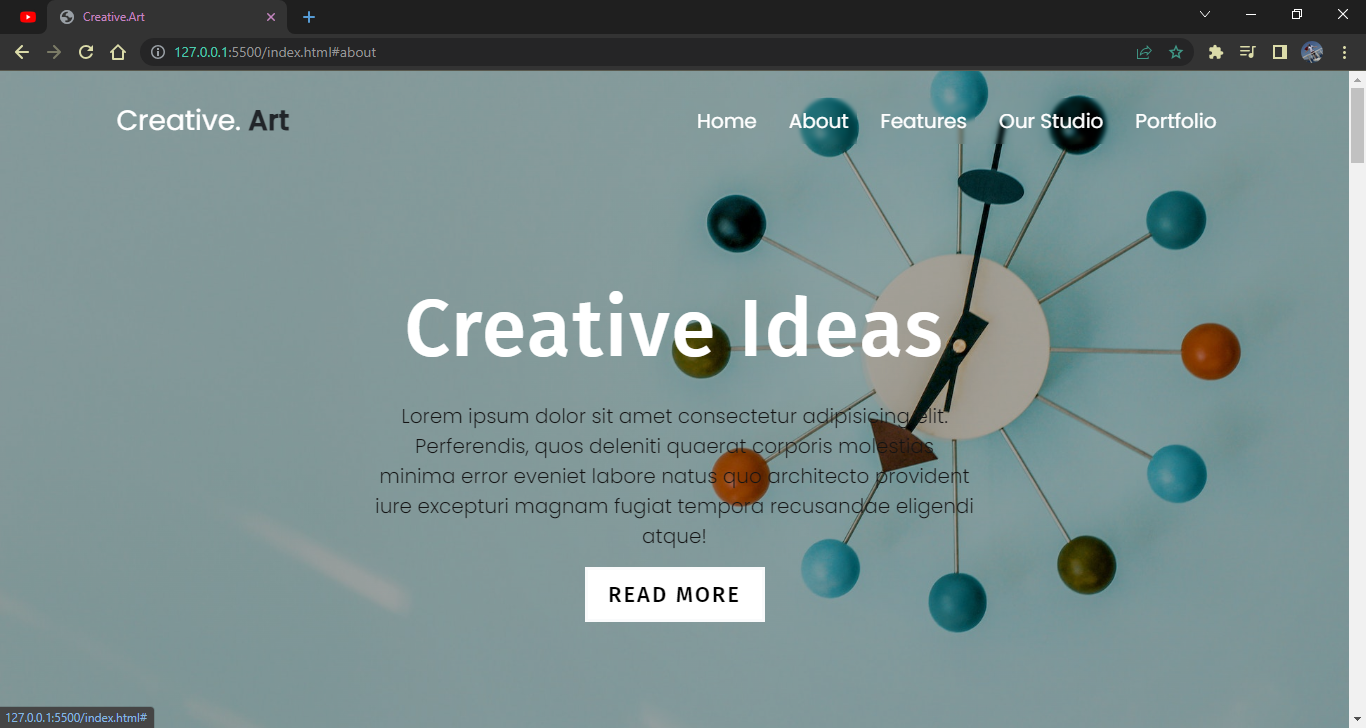 Creative.Art
127.0.0.1:5500/index.html#about
Creative. Art
Home About Features Our Studio Portfolio
Creative Ideas
Lorem ipsum dolor sit amet consectetur adipisicing elit.
Perferendis, quos deleniti quaerat corporis molestias
minima error eveniet labore natus quo architecto provident
iure excepturi magnam fugiat tempora recusandae eligendi
atque!
READ MORE
127.0.0.1:5500/index.html#